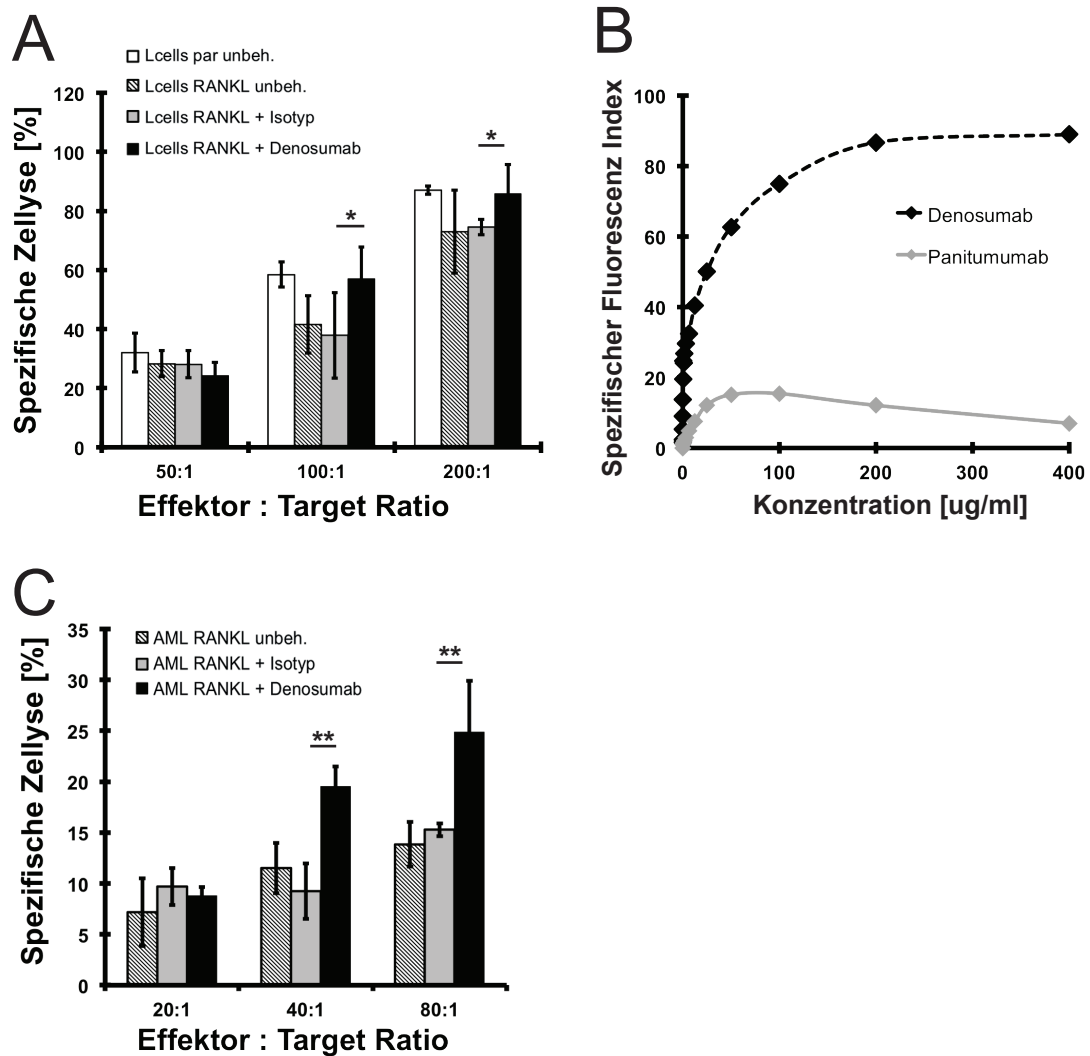 A
Lcells par unbeh.
Lcells RANKL unbeh.
Lcells RANKL + Isotyp
Lcells RANKL + Denosumab
Spezifische Zellyse [%]
120
100
80
60
40
20
0
*
*
50:1
100:1
200:1
Effektor : Target Ratio
B
Spezifischer Fluorescenz Index
100
80
60
40
20
0
Denosumab
Panitumumab
0
100
200
300
400
Konzentration [ug/ml]
C
AML RANKL unbeh.
AML RANKL + Isotyp
AML RANKL + Denosumab
Spezifische Zellyse [%]
35
30
25
20
15
10
5
0
**
**
20:1
40:1
80:1
Effektor : Target Ratio